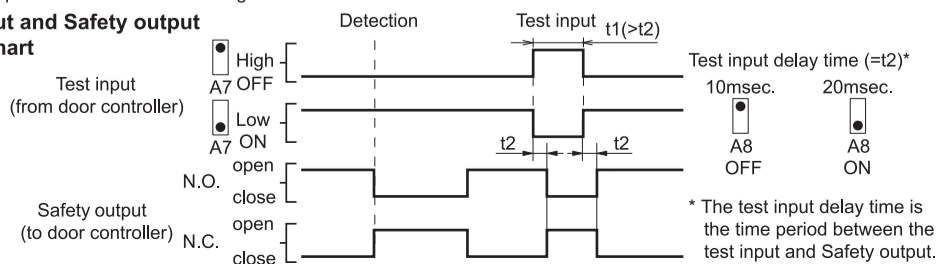 ut and Safety output
Detection
Test input
t1(>t2)
High
A7 OFF
Test input
(from door controller)
Low
ON
A7
t2
t2
N.O.
open
close
Safety output
(to door controller)
N.C.
open
close
Test input delay time (=t2)*
10msec.
20msec.
A8
OFF
A8
ON
* The test input delay time is
the time period between the
test input and Safety output.